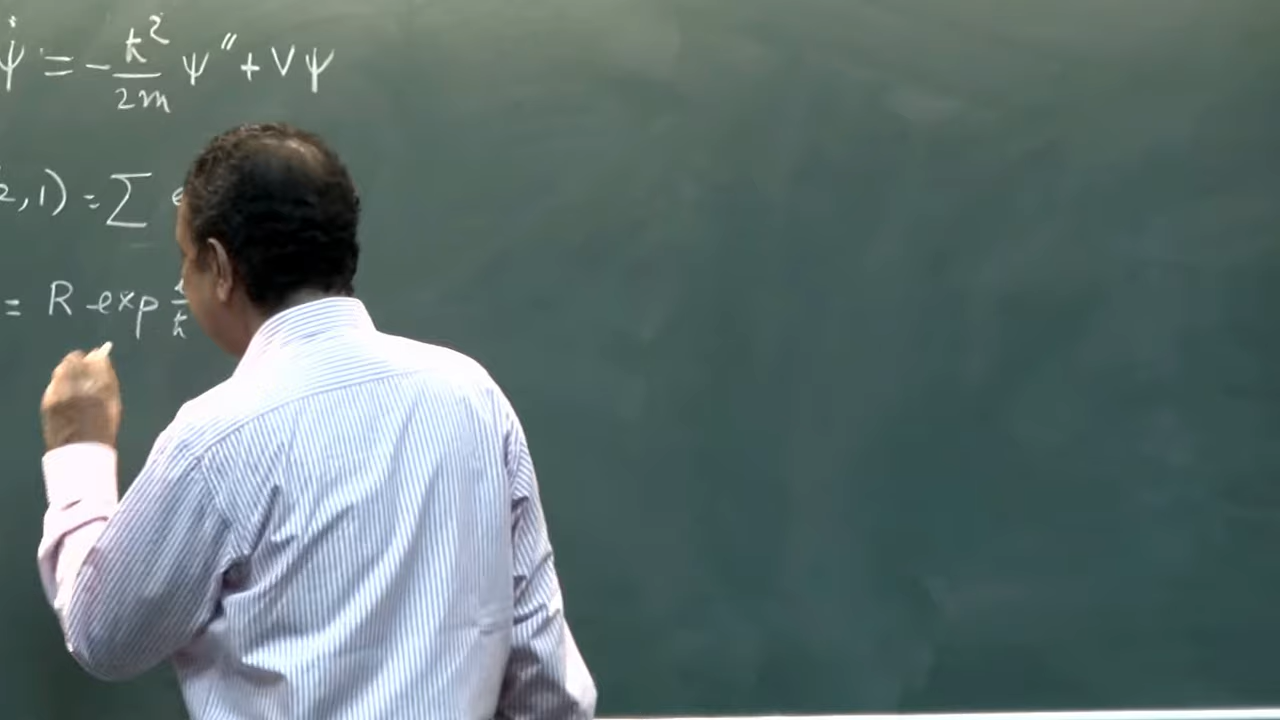 ψ̇ = - ħ²/2m ψ″ + Vψ
2,1) = Σ e
= R exp i/ħ